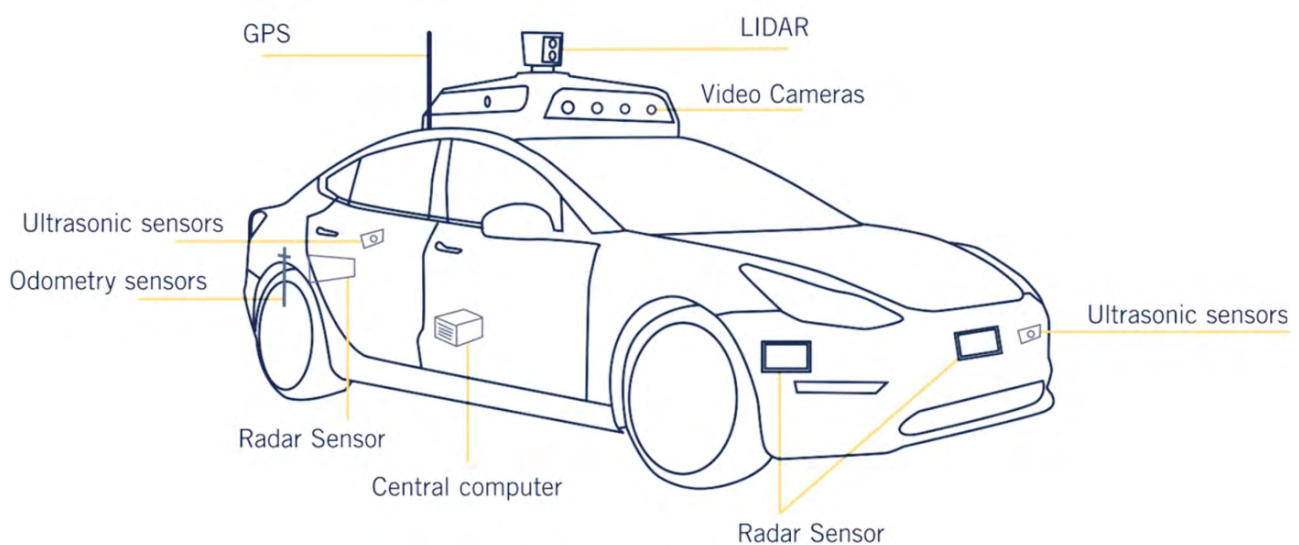 GPS
LIDAR
Video Cameras
Ultrasonic sensors
Odometry sensors
Ultrasonic sensors
Radar Sensor
Central computer
Radar Sensor